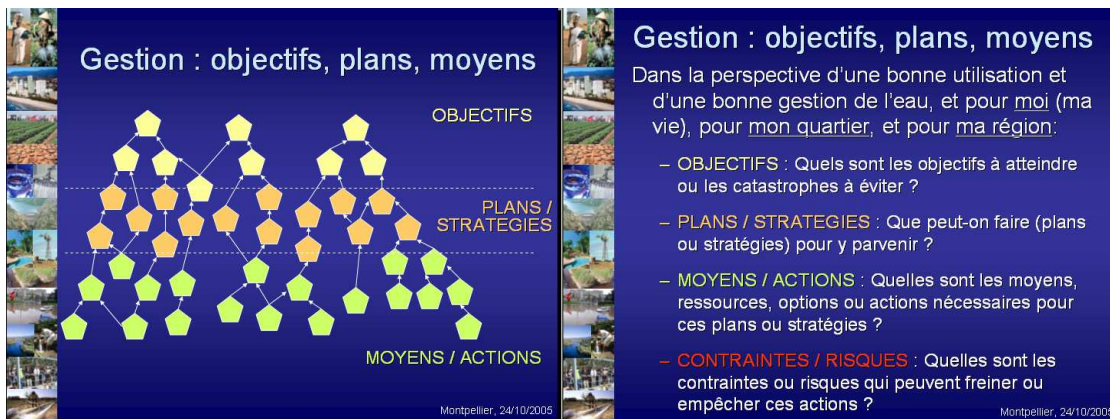 Gestion : objectifs, plans, moyens
OBJECTIFS
PLANS /
STRATEGIES
MOYENS / ACTIONS
Montpellier, 24/10/2005
Gestion : objectifs, plans, moyens
Dans la perspective d'une bonne utilisation et
d'une bonne gestion de l'eau, et pour moi (ma
vie), pour mon quartier, et pour ma région:
– OBJECTIFS : Quels sont les objectifs à atteindre
ou les catastrophes à éviter ?
– PLANS / STRATEGIES : Que peut-on faire (plans
ou stratégies) pour y parvenir ?
– MOYENS / ACTIONS : Quelles sont les moyens,
ressources, options ou actions nécessaires pour
ces plans ou stratégies ?
– CONTRAINTES / RISQUES : Quelles sont les
contraintes ou risques qui peuvent freiner ou
empêcher ces actions ?
Montpellier, 24/10/2005